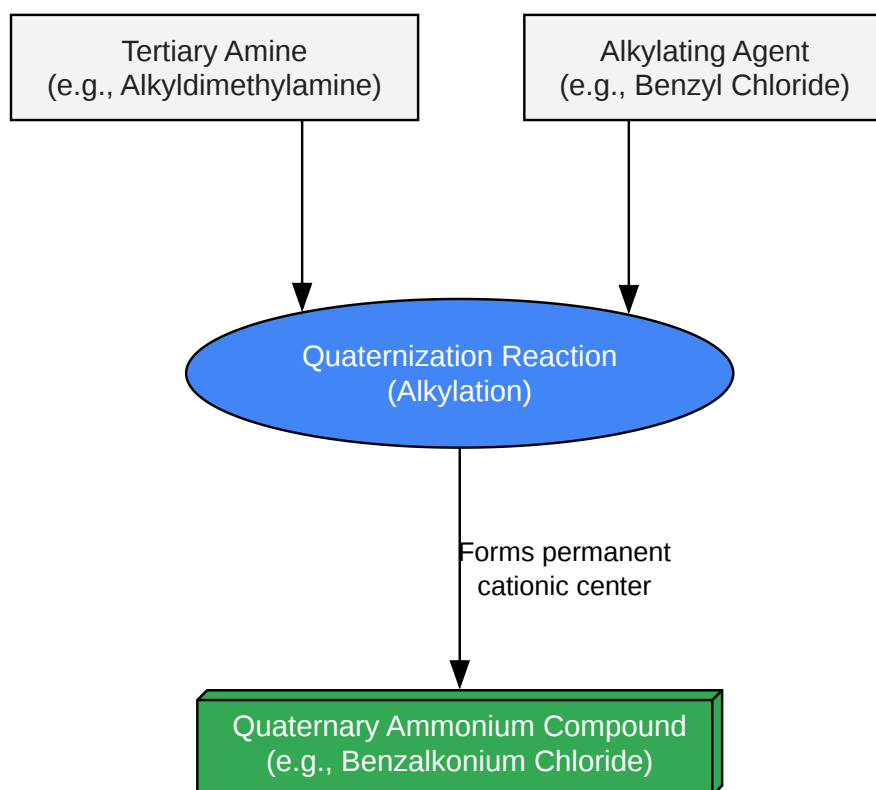 Tertiary Amine
(e.g., Alkyldimethylamine)
Alkylating Agent
(e.g., Benzyl Chloride)
Quaternization Reaction
(Alkylation)
Forms permanent
cationic center
Quaternary Ammonium Compound
(e.g., Benzalkonium Chloride)